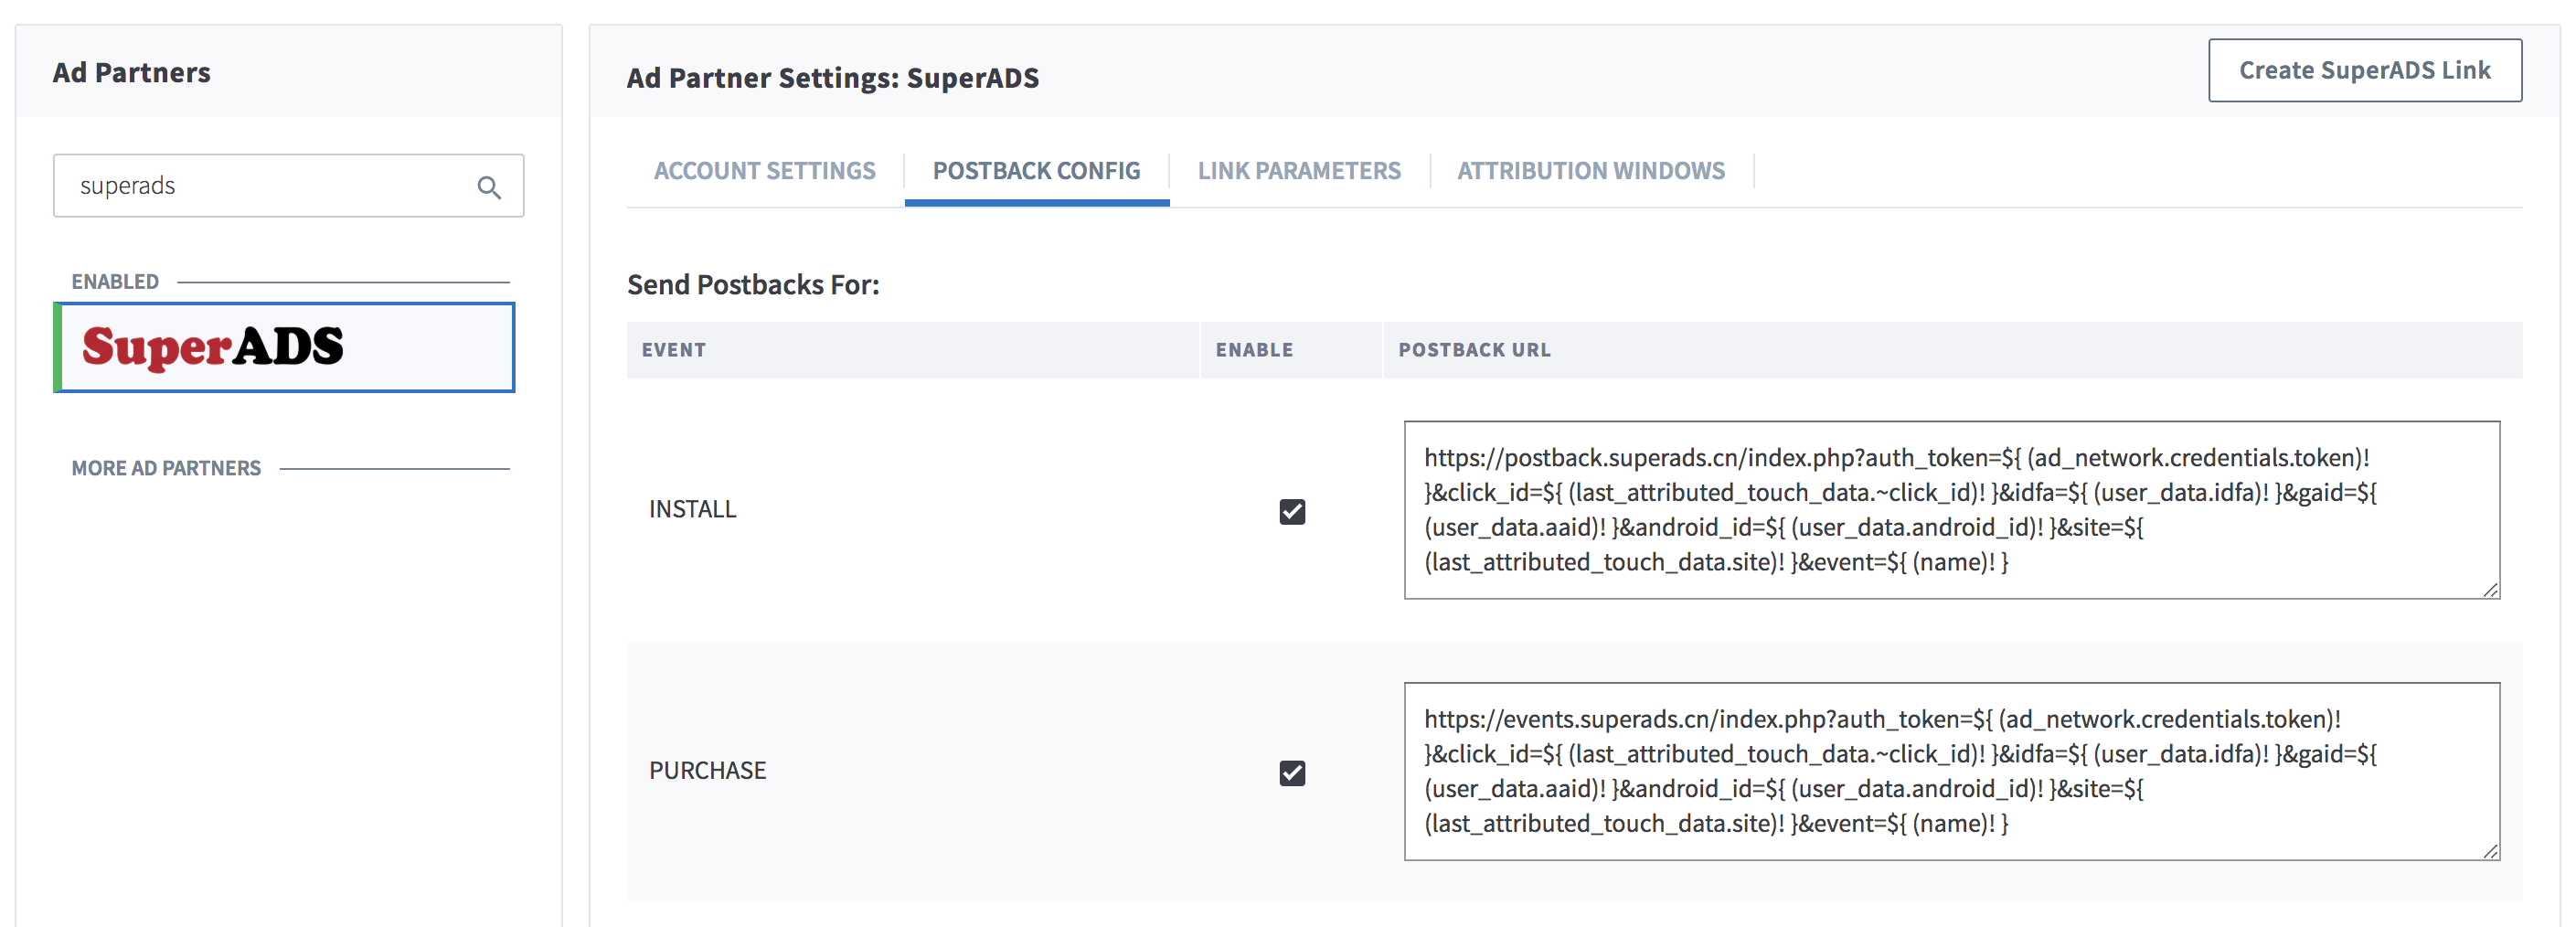 Ad Partners
superads
ENABLED
SuperADS
MORE AD PARTNERS
Ad Partner Settings: SuperADS
Create SuperADS Link
ACCOUNT SETTINGS
POSTBACK CONFIG
LINK PARAMETERS
ATTRIBUTION WINDOWS
Send Postbacks For:
EVENT
ENABLE
POSTBACK URL
INSTALL
https://postback.superads.cn/index.php?auth_token=${ (ad_network.credentials.token)!
}&click_id=${ (last_attributed_touch_data.~click_id)! }&idfa=${ (user_data.idfa)! }&gaid=${
(user_data.aaid)! }&android_id=${ (user_data.android_id)! }&site=${
(last_attributed_touch_data.site)! }&event=${ (name)! }
PURCHASE
https://events.superads.cn/index.php?auth_token=${ (ad_network.credentials.token)!
}&click_id=${ (last_attributed_touch_data.~click_id)! }&idfa=${ (user_data.idfa)! }&gaid=${
(user_data.aaid)! }&android_id=${ (user_data.android_id)! }&site=${
(last_attributed_touch_data.site)! }&event=${ (name)! }